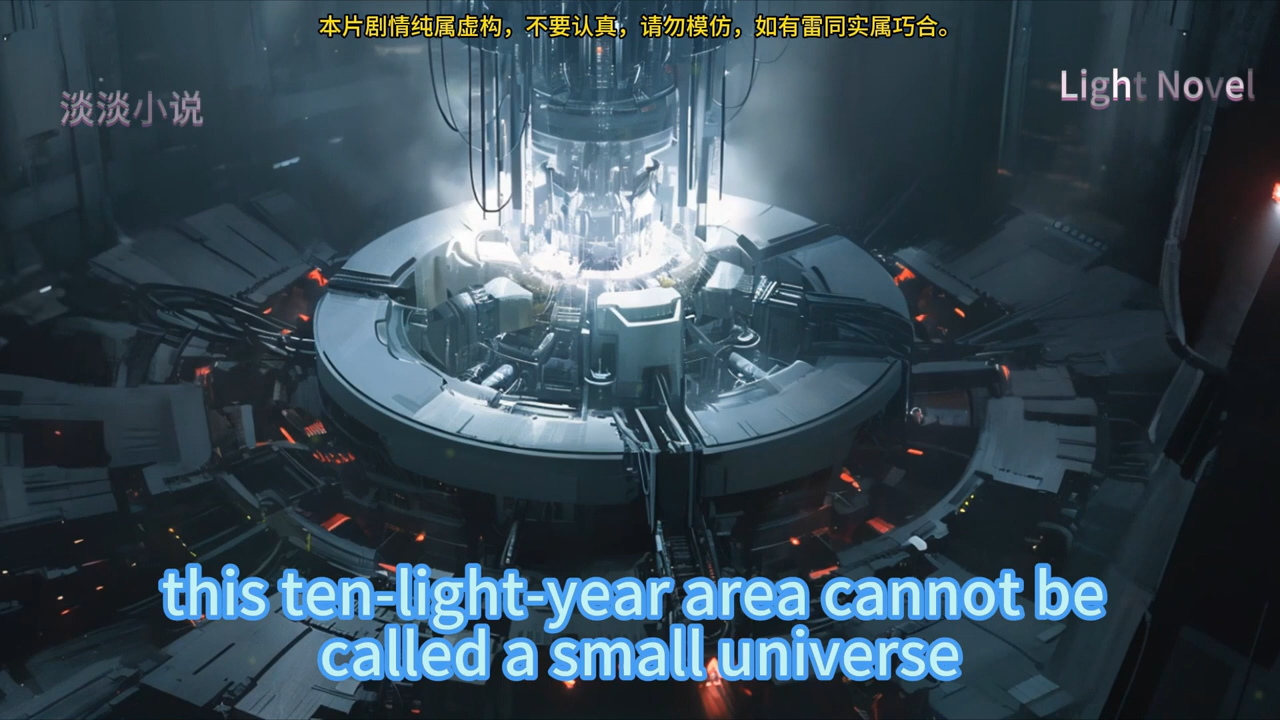 本片剧情纯属虚构，不要认真，请勿模仿，如有雷同实属巧合。
淡淡小说
Light Novel
this ten-light-year area cannot be
called a small universe